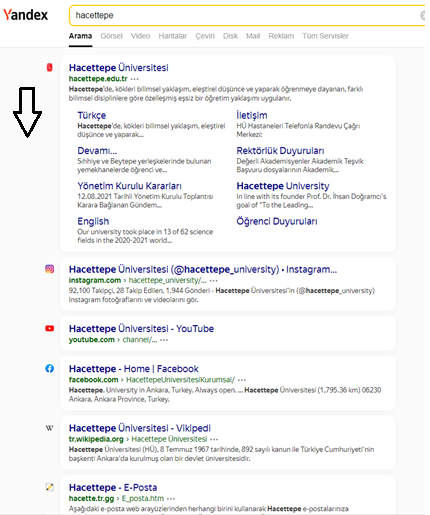 Yandex
hacettepe
Arama Görsel Video Haritalar Çeviri Disk Mail Reklam Tüm Servisler
Hacettepe Üniversitesi
hacettepe.edu.tr
Hacettepe'de, kökleri bilimsel yaklaşım, eleştirel düşünce ve yaparak öğrenmeye dayanan, farklı
bilimsel disiplinlere göre özelleşmiş eşsiz bir öğretim yaklaşımı uygulanır.
Türkçe
Hacettepe'de, kökleri bilimsel yaklaşım, eleştirel
düşünce ve yaparak...
İletişim
HÜ Hastaneleri Telefonla Randevu Çağrı
Merkezi:
Devamı...
Sıhhiye ve Beytepe yerleşkelerinde bulunan
yemekhanelerde öğrenci ve...
Rektörlük Duyuruları
Değerli Akademisyenler Akademik Teşvik
Başvuru dosyalarının Akademik...
Yönetim Kurulu Kararları
12.08.2021 Tarihli Yönetim Kurulu Toplantısı
Karara Bağlanan Gündem...
Hacettepe University
In line with its founder Prof. Dr. İhsan Doğramcı's
goal of "To the Leading...
English
Our university took place in 13 of 62 science
fields in the 2020-2021 world...
Öğrenci Duyuruları
Hacettepe Üniversitesi (@hacettepe_university) • Instagram...
instagram.com › hacettepe_university/...
92,100 Takipçi, 28 Takip Edilen, 1.944 Gönderi - Hacettepe Üniversitesi'in (@hacettepe_university)
Instagram fotoğraflarını ve videolarını gör.
Hacettepe Üniversitesi - YouTube
youtube.com › channel/...
Hacettepe - Home | Facebook
facebook.com › HacettepeUniversitesiKurumsal/
Hacettepe. University in Ankara, Turkey. Always open. ... Hacettepe Üniversitesi (1,795.36 km) 06230
Ankara, Ankara Province, Turkey.
Hacettepe Üniversitesi - Vikipedi
tr.wikipedia.org › Hacettepe Üniversitesi
Hacettepe Üniversitesi (HÜ), 8 Temmuz 1967 tarihinde, 892 sayılı kanun ile Türkiye Cumhuriyeti'nin
başkenti Ankara'da kurulmuş olan bir devlet üniversitesidir.
Hacettepe - E-Posta
hacette.tr.gg › E_posta.htm
Aşağıdaki e-posta web arayüzlerinden herhangi birini kullanarak Hacettepe e-postalarınıza